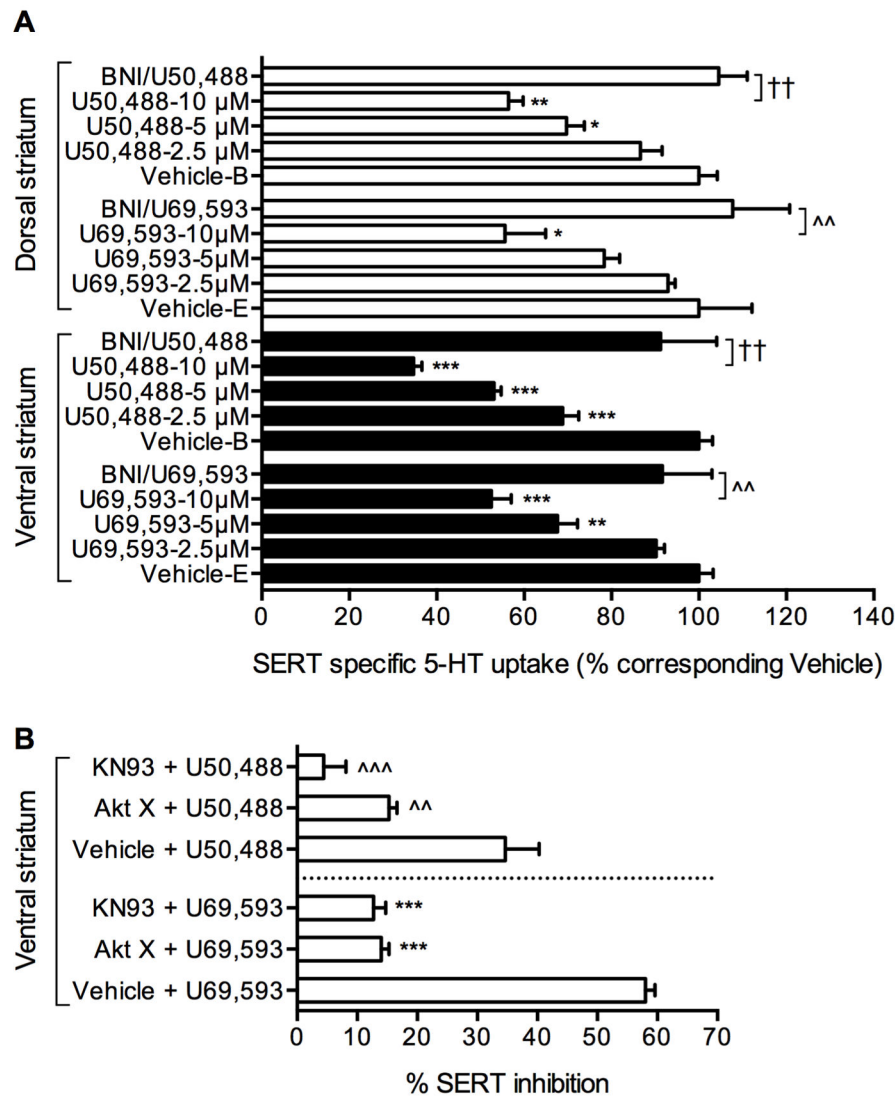 A
Dorsal striatum
BNI/U50,488
††
U50,488-10 µM
**
U50,488-5 µM
*
U50,488-2.5 µM
Vehicle-B
BNI/U69,593
^^
U69,593-10µM
*
U69,593-5µM
U69,593-2.5µM
Vehicle-E
Ventral striatum
BNI/U50,488
††
U50,488-10 µM
***
U50,488-5 µM
***
U50,488-2.5 µM
***
Vehicle-B
BNI/U69,593
^^
U69,593-10µM
***
U69,593-5µM
**
U69,593-2.5µM
Vehicle-E
0 20 40 60 80 100 120 140
SERT specific 5-HT uptake (% corresponding Vehicle)
B
Ventral striatum
KN93 + U50,488
^^^
Akt X + U50,488
^^
Vehicle + U50,488
KN93 + U69,593
***
Akt X + U69,593
***
Vehicle + U69,593
0 10 20 30 40 50 60 70
% SERT inhibition